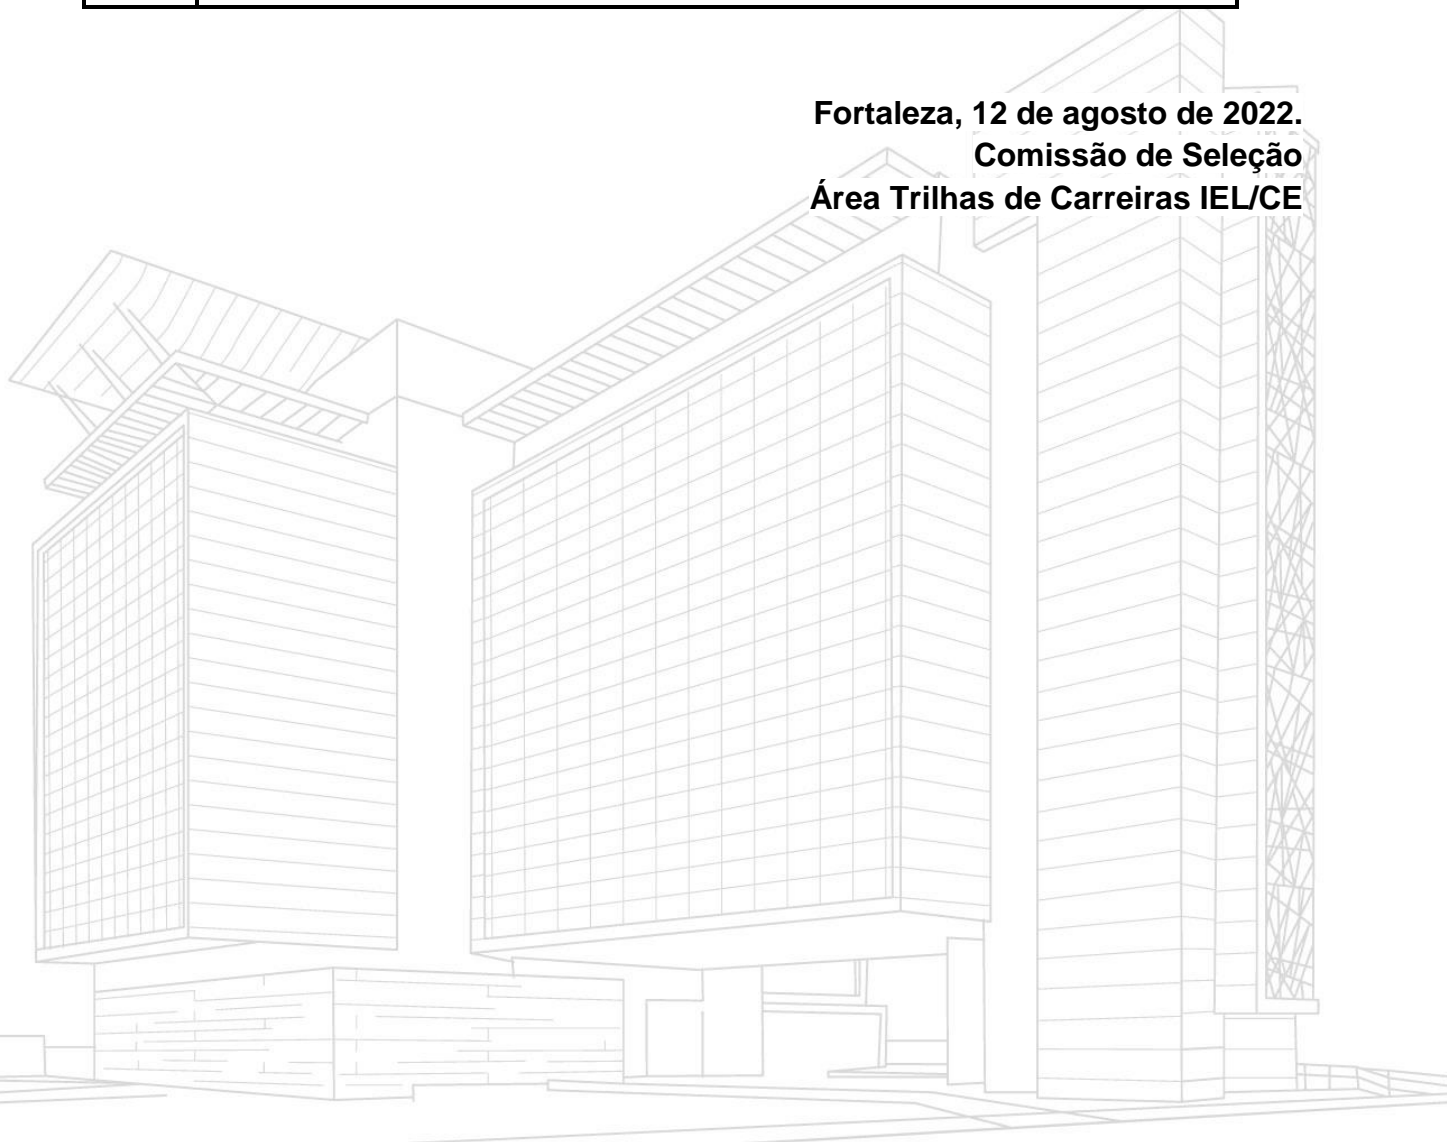 Fortaleza, 12 de agosto de 2022.
Comissão de Seleção
Área Trilhas de Carreiras IEL/CE